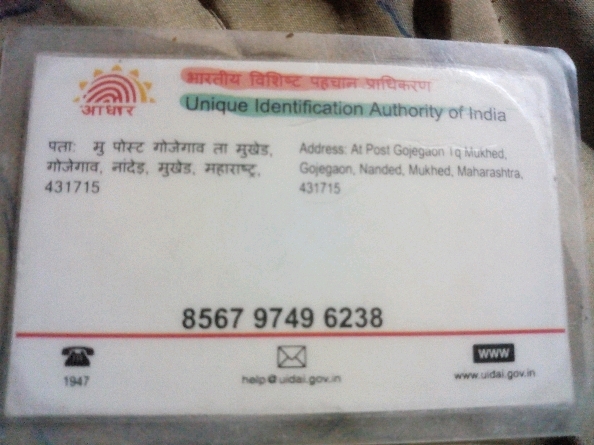 भारतीय विशिष्ट पहचान प्राधिकरण
Unique Identification Authority of India
आधार
पता: मु पोस्ट गोजेगाव ता मुखेड,
गोजेगाव, नांदेड, मुखेड, महाराष्ट्र,
431715
Address: At Post Gojegaon Tq Mukhed,
Gojegaon, Nanded, Mukhed, Maharashtra,
431715
8567 9749 6238
1947
help@uidai.gov.in
www
www.uidai.gov.in